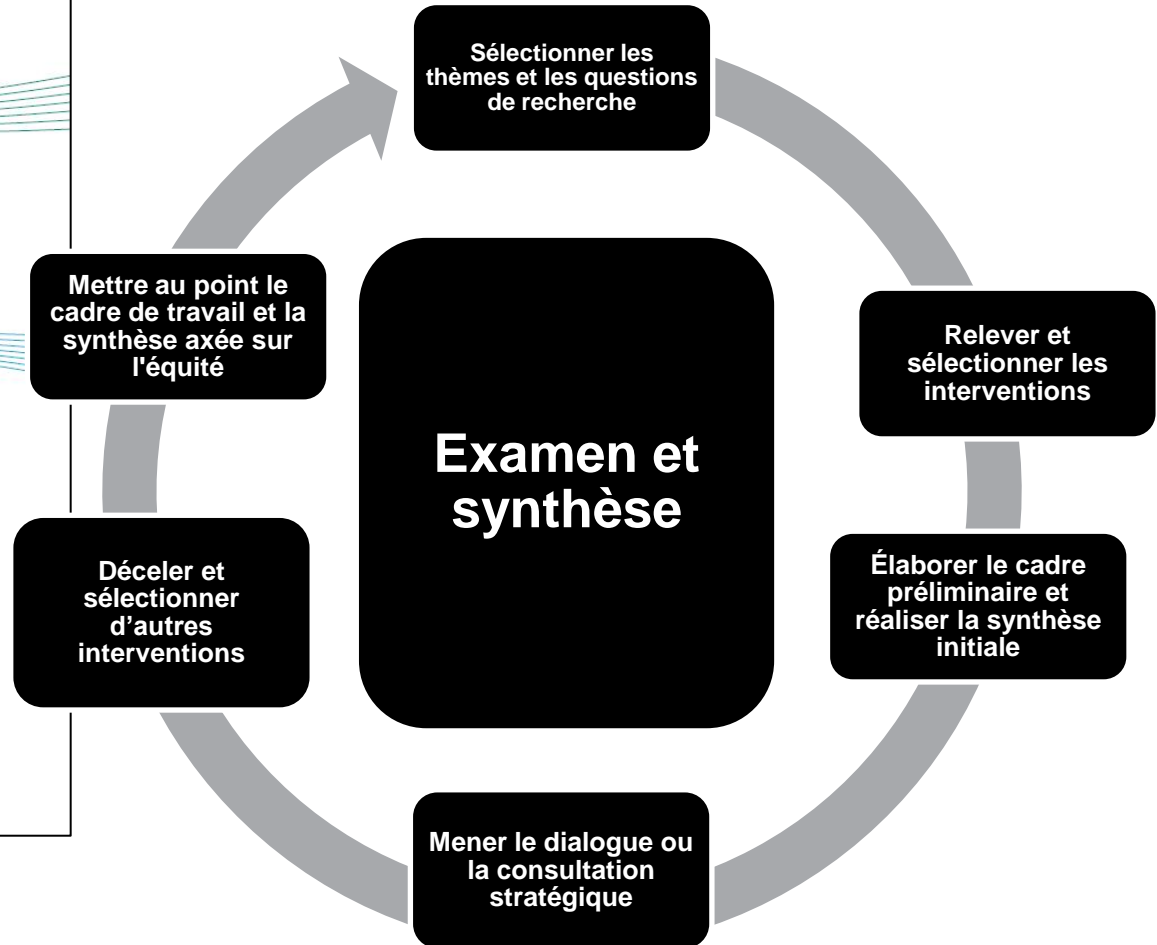 Sélectionner les
thèmes et les questions
de recherche
Relever et
sélectionner les
interventions
Élaborer le cadre
préliminaire et
réaliser la synthèse
initiale
Mener le dialogue ou
la consultation
stratégique
Déceler et
sélectionner
d’autres
interventions
Mettre au point le
cadre de travail et la
synthèse axée sur
l'équité
Examen et
synthèse